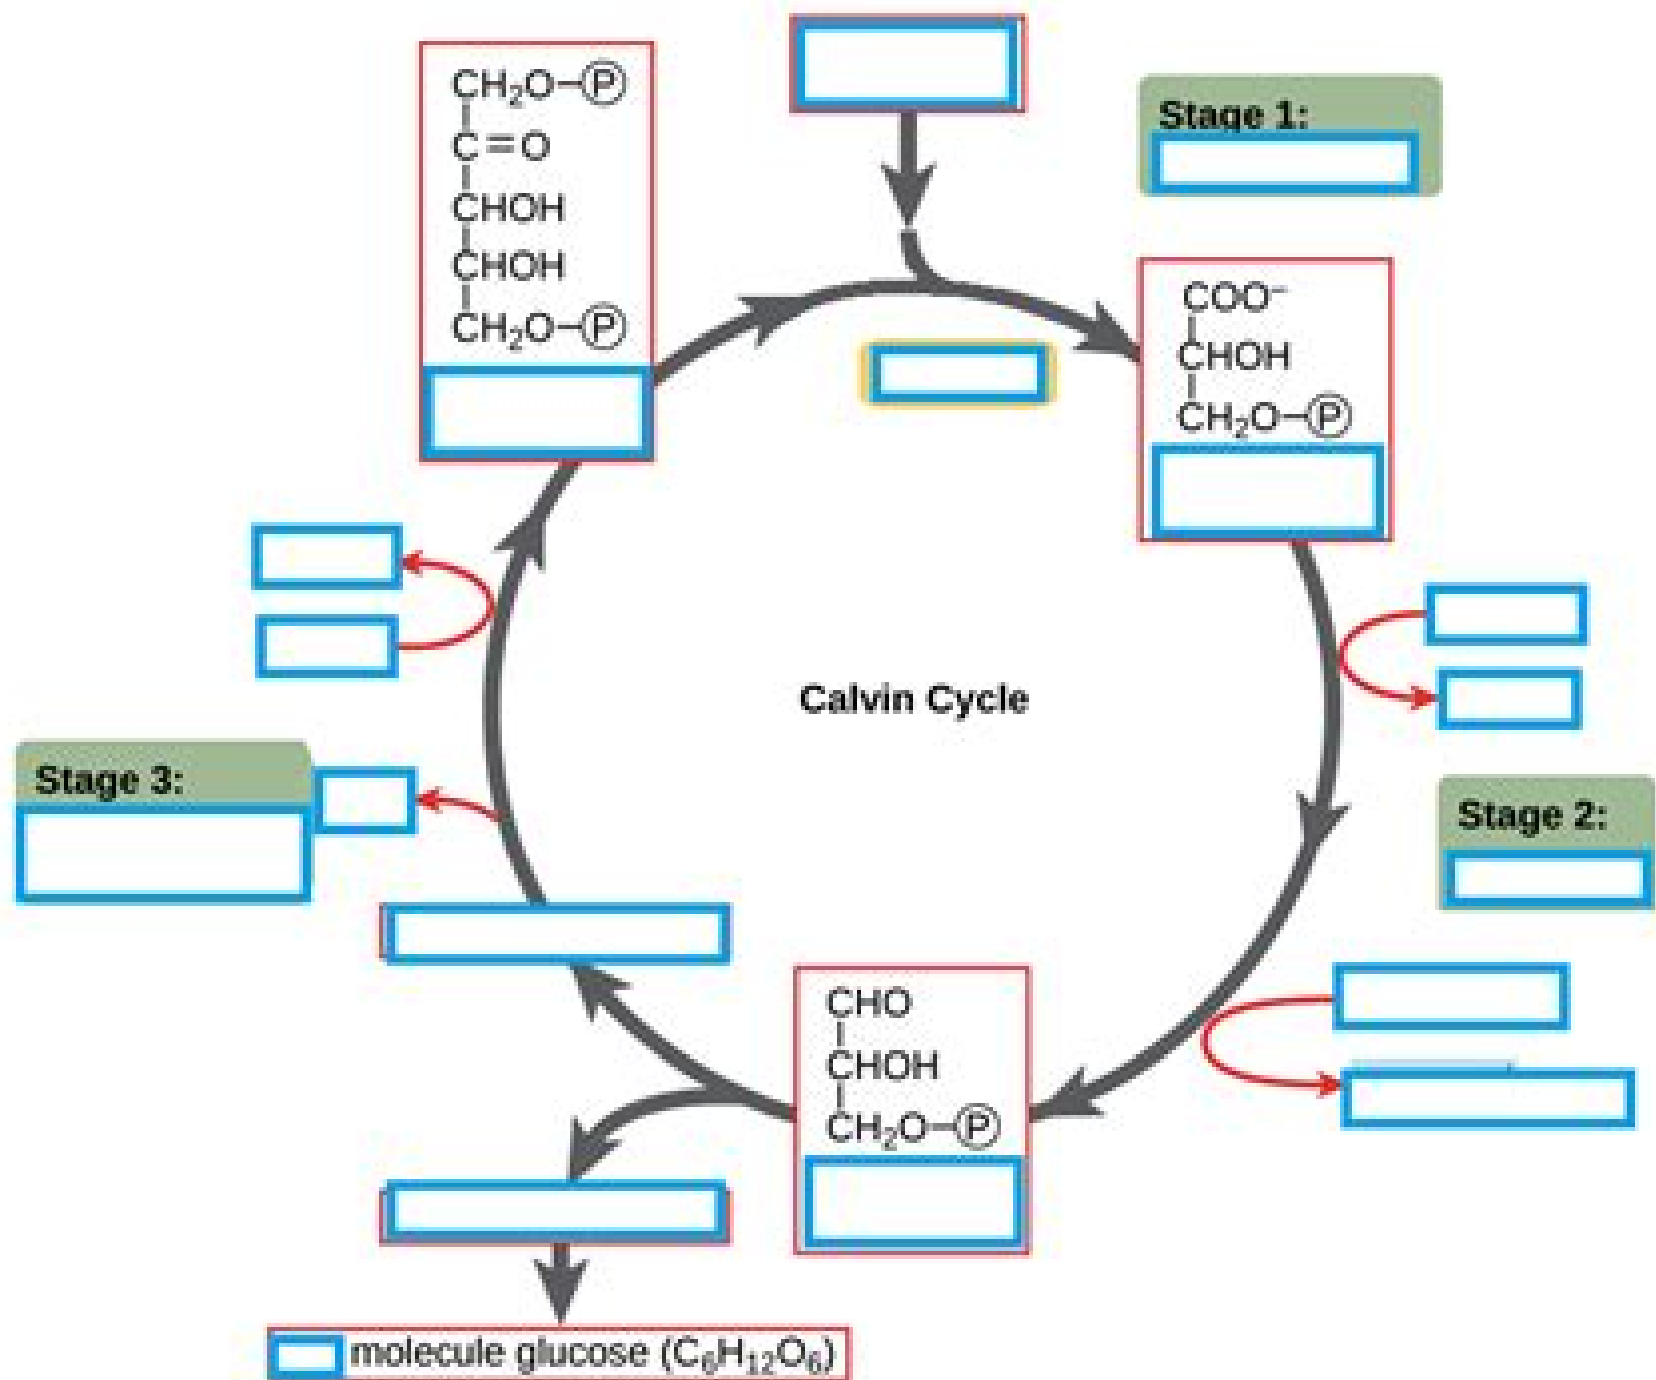 CH₂O–Ⓟ
C=O
CHOH
CHOH
CH₂O–Ⓟ
Stage 1:
COO⁻
CHOH
CH₂O–Ⓟ
Calvin Cycle
Stage 3:
Stage 2:
CHO
CHOH
CH₂O–Ⓟ
molecule glucose (C₆H₁₂O₆)